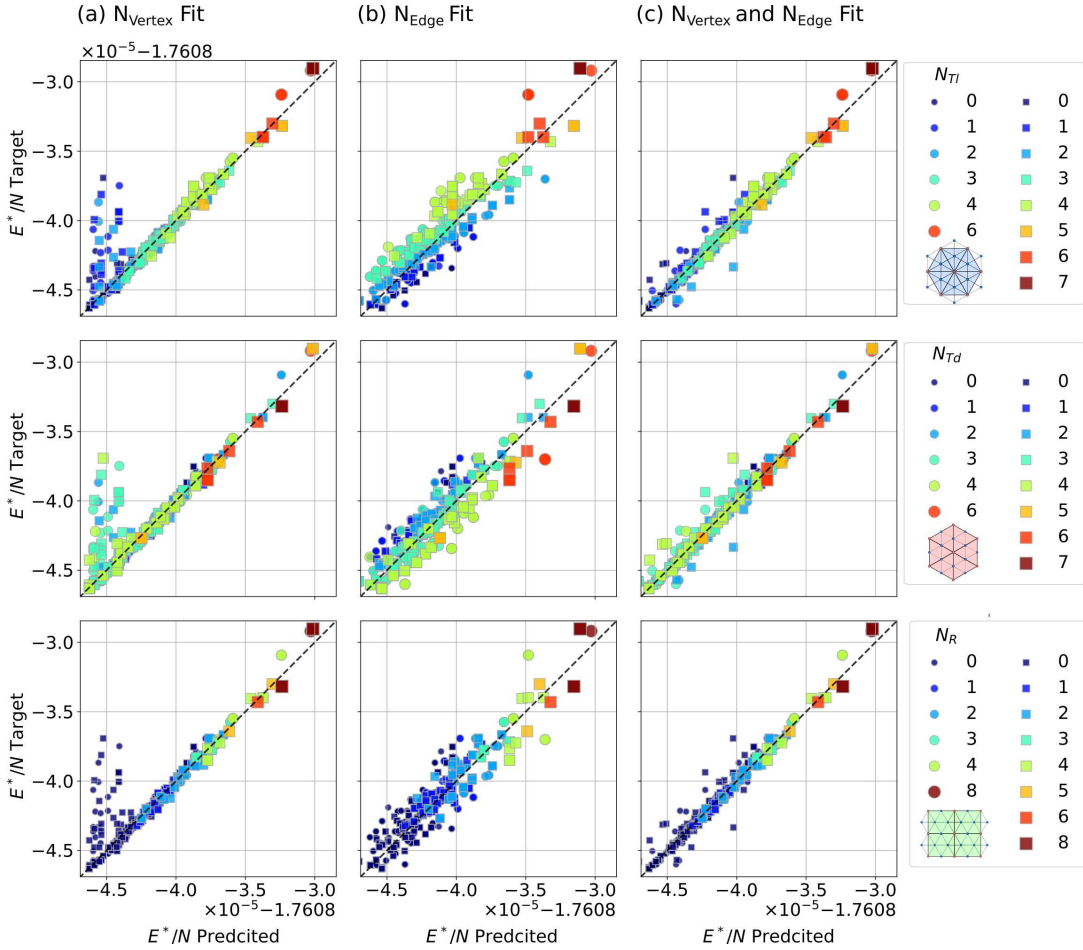 (a) N_Vertex Fit
(b) N_Edge Fit
(c) N_Vertex and N_Edge Fit
×10⁻⁵−1.7608
−3.0
−3.5
−4.0
−4.5
E*/N Target
N_Tl
0 0
1 1
2 2
3 3
4 4
6 5
6
7
−3.0
−3.5
−4.0
−4.5
E*/N Target
N_Td
0 0
1 1
2 2
3 3
4 4
6 5
6
7
−3.0
−3.5
−4.0
−4.5
E*/N Target
N_R
0 0
1 1
2 2
3 3
4 4
8 5
6
8
−4.5 −4.0 −3.5 −3.0
×10⁻⁵−1.7608
E*/N Predcited
−4.5 −4.0 −3.5 −3.0
×10⁻⁵−1.7608
E*/N Predcited
−4.5 −4.0 −3.5 −3.0
×10⁻⁵−1.7608
E*/N Predcited